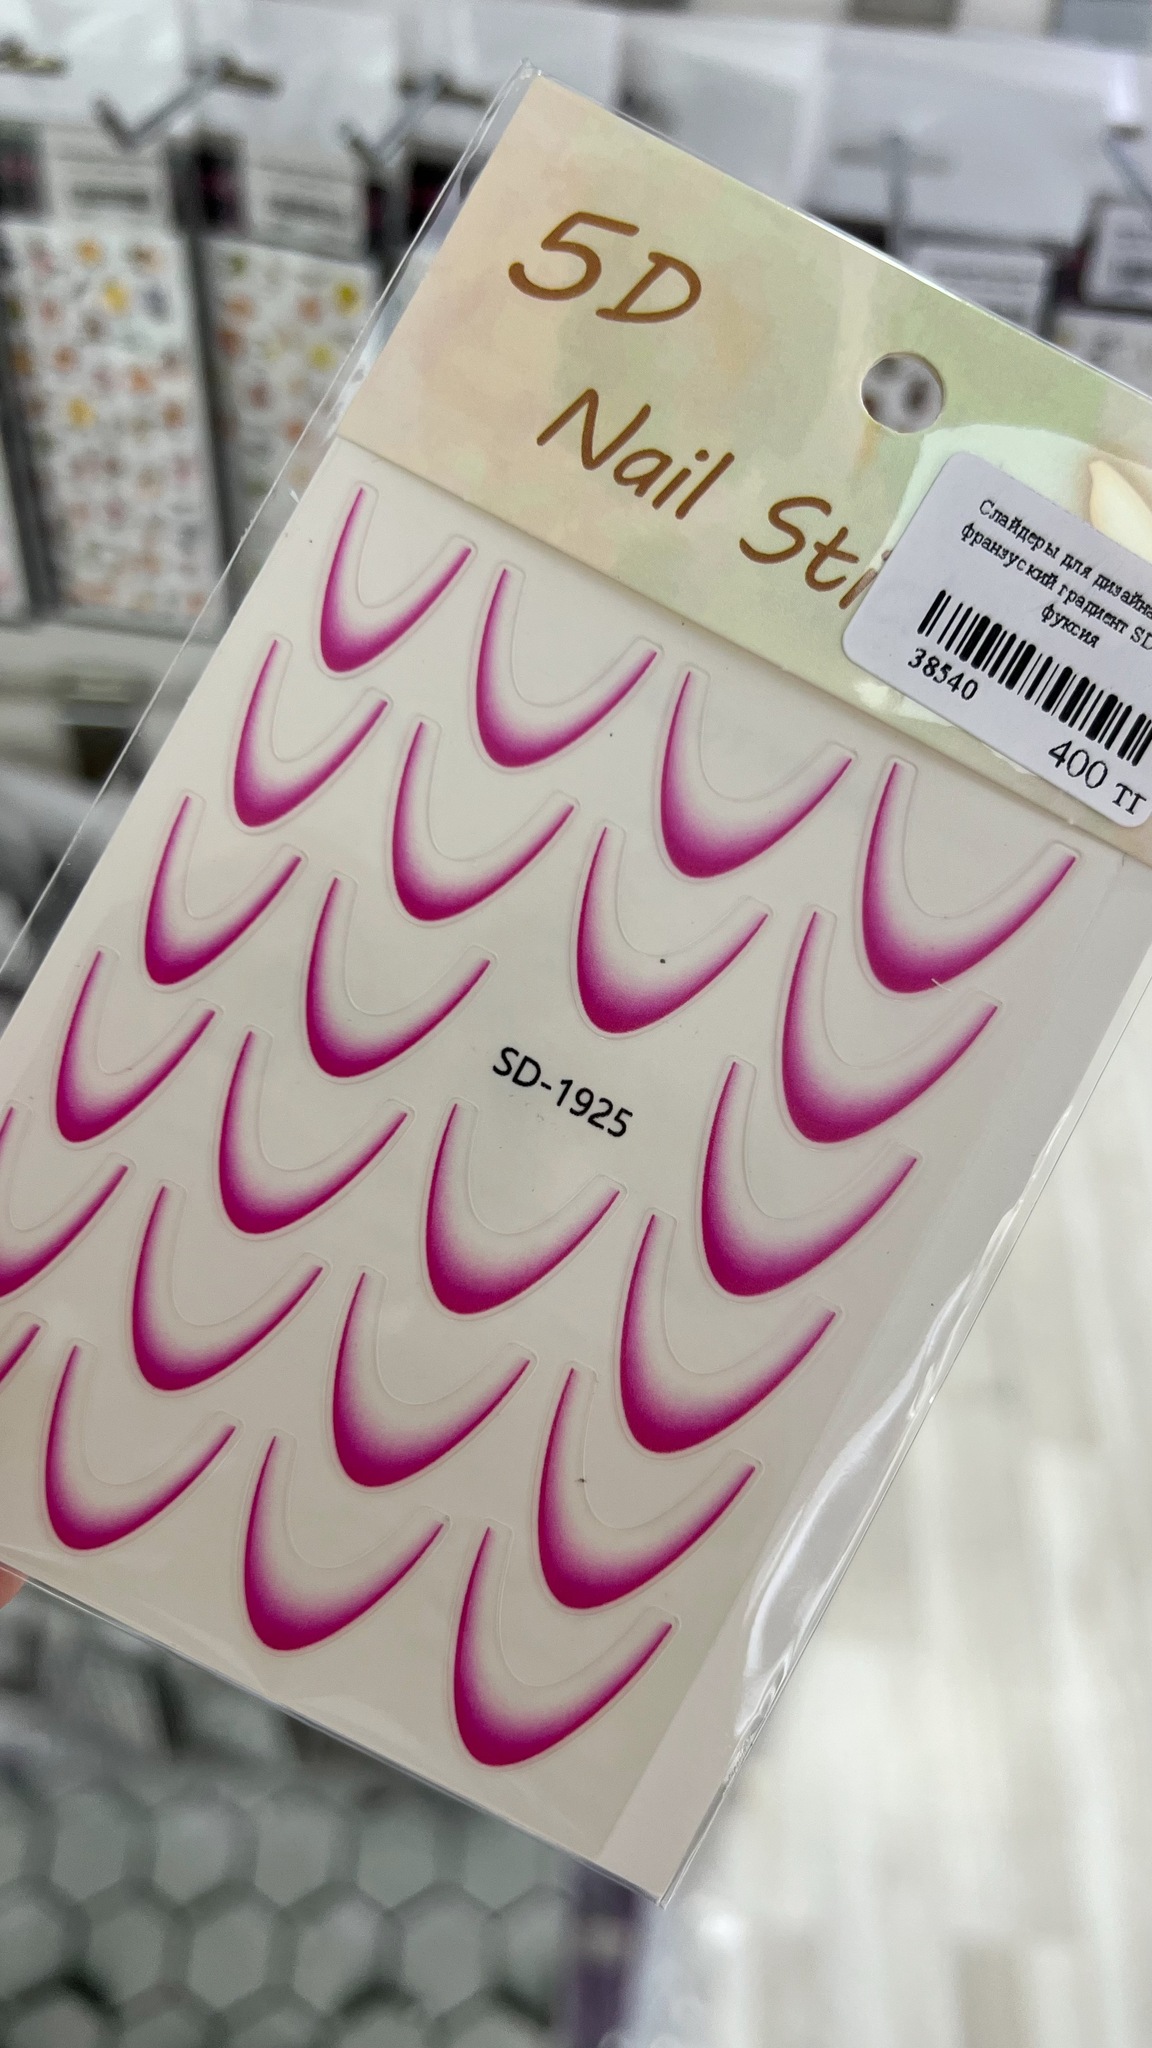 5D
Nail Sti
Слайдеры для дизайна
французский градиент SD
фуксия
38540
400 тг
SD-1925